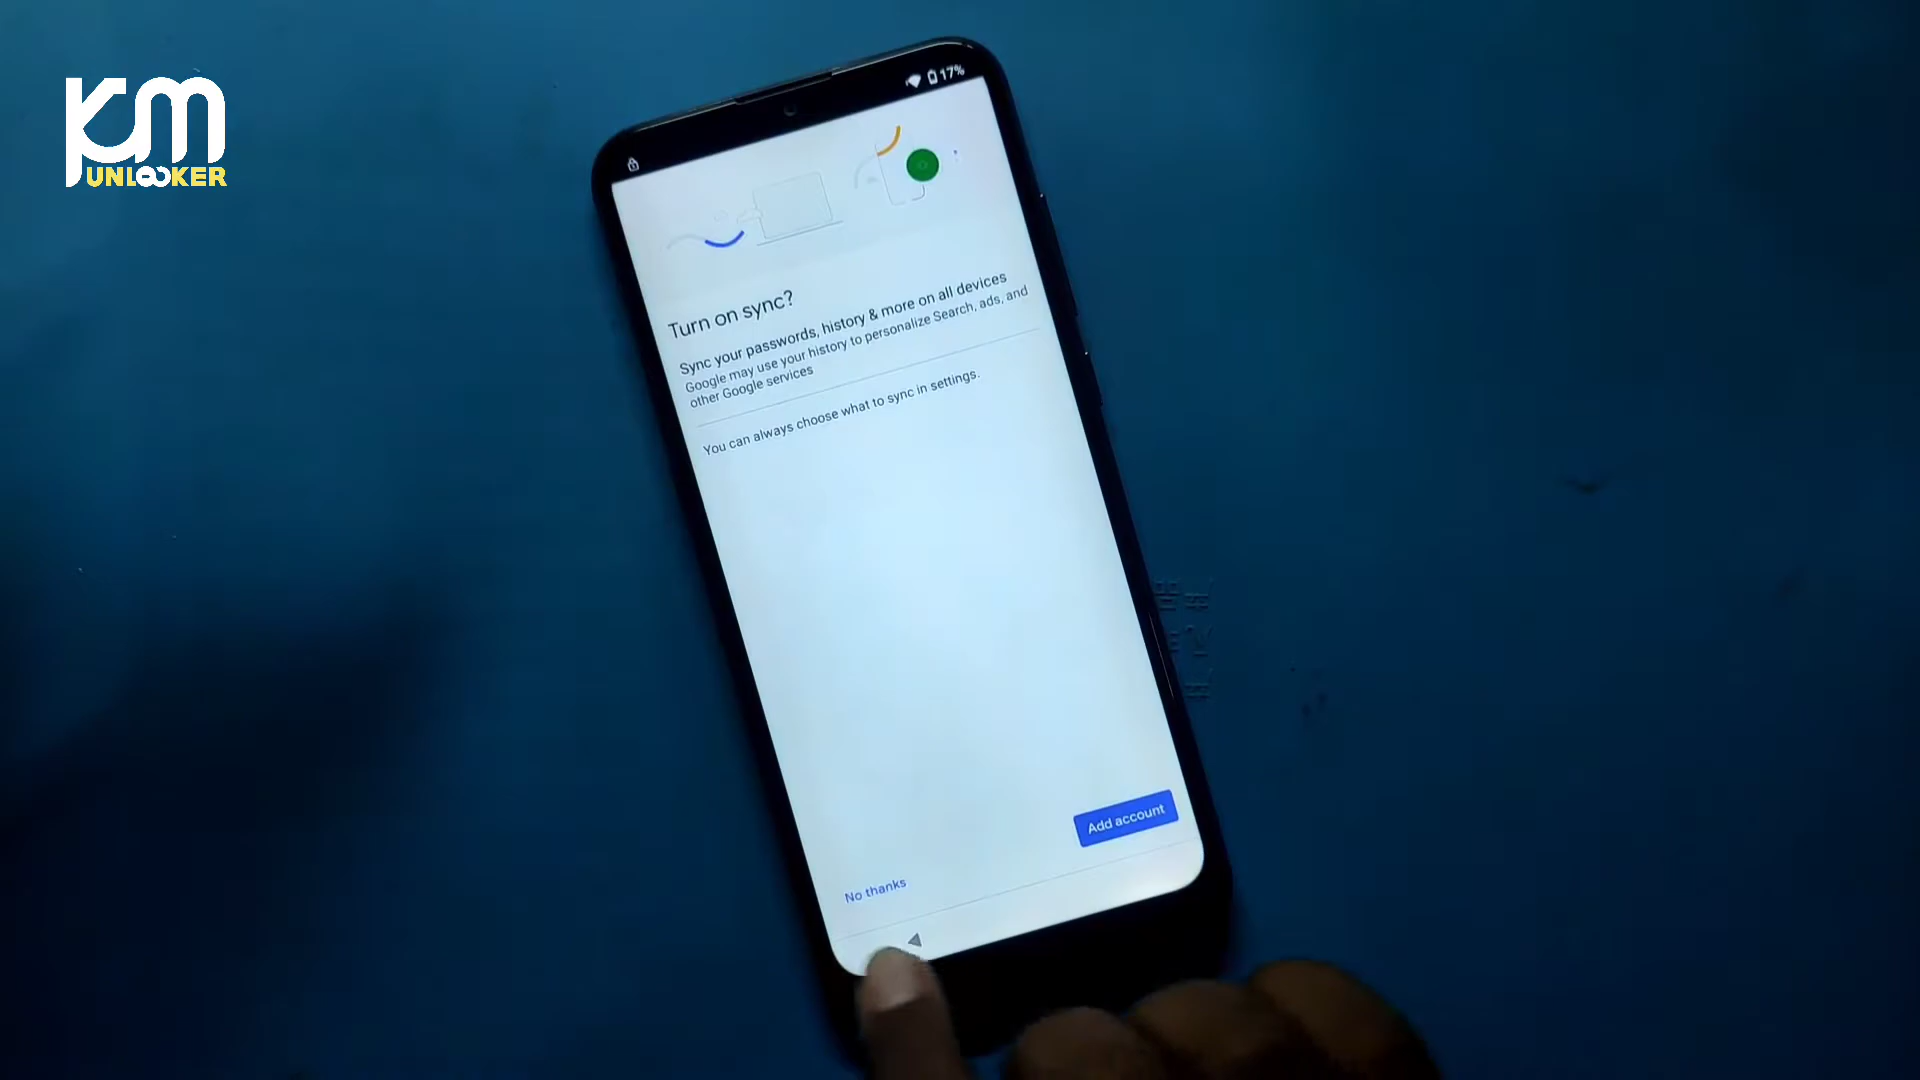 KM
UNLOCKER
17%
Turn on sync?
Sync your passwords, history & more on all devices
Google may use your history to personalize Search, ads, and
other Google services
You can always choose what to sync in settings.
Add account
No thanks